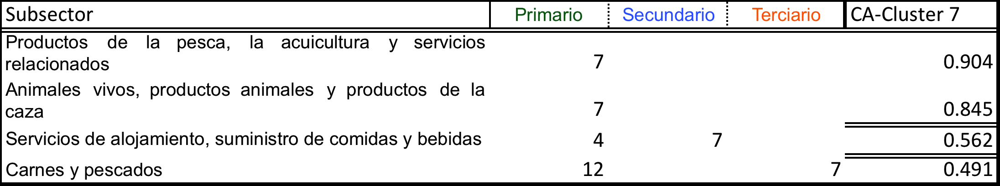 Subsector Primario Secundario Terciario CA-Cluster 7
Productos de la pesca, la acuicultura y servicios
relacionados 7 0.904
Animales vivos, productos animales y productos de la
caza 7 0.845
Servicios de alojamiento, suministro de comidas y bebidas 4 7 0.562
Carnes y pescados 12 7 0.491